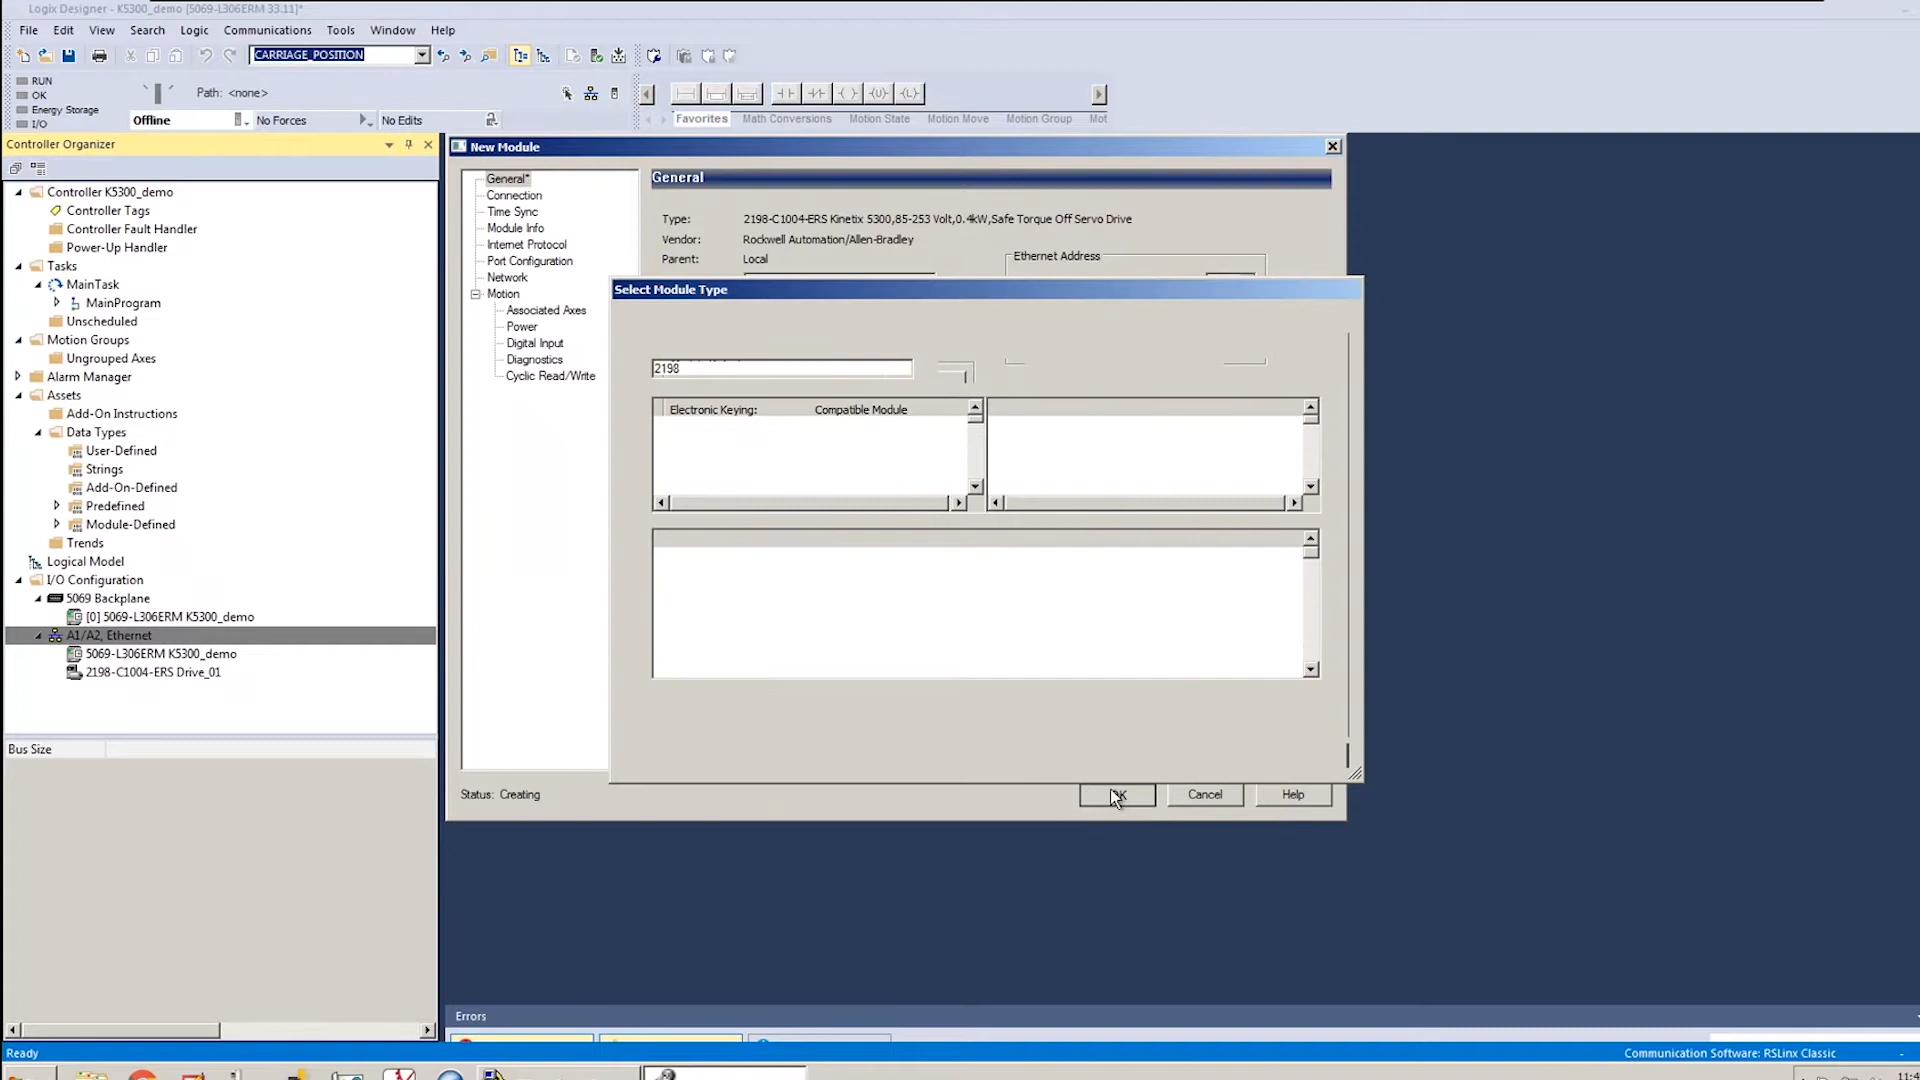 Logix Designer - K5300_demo [5069-L306ERM 33.11]*
File Edit View Search Logic Communications Tools Window Help
CARRIAGE_POSITION
RUN
OK
Energy Storage
I/O
Path: <none>
Offline
No Forces
No Edits
Favorites Math Conversions Motion State Motion Move Motion Group Mot
Controller Organizer
Controller K5300_demo
Controller Tags
Controller Fault Handler
Power-Up Handler
Tasks
MainTask
MainProgram
Unscheduled
Motion Groups
Ungrouped Axes
Alarm Manager
Assets
Add-On Instructions
Data Types
User-Defined
Strings
Add-On-Defined
Predefined
Module-Defined
Trends
Logical Model
I/O Configuration
5069 Backplane
[0] 5069-L306ERM K5300_demo
A1/A2, Ethernet
5069-L306ERM K5300_demo
2198-C1004-ERS Drive_01
Bus Size
New Module
General*
Connection
Time Sync
Module Info
Internet Protocol
Port Configuration
Network
Motion
Associated Axes
Power
Digital Input
Diagnostics
Cyclic Read/Write
General
Type: 2198-C1004-ERS Kinetix 5300,85-253 Volt,0.4kW,Safe Torque Off Servo Drive
Vendor: Rockwell Automation/Allen-Bradley
Parent: Local
Ethernet Address
Select Module Type
2198
Electronic Keying: Compatible Module
Status: Creating
Cancel
Help
Errors
Ready
Communication Software: RSLinx Classic